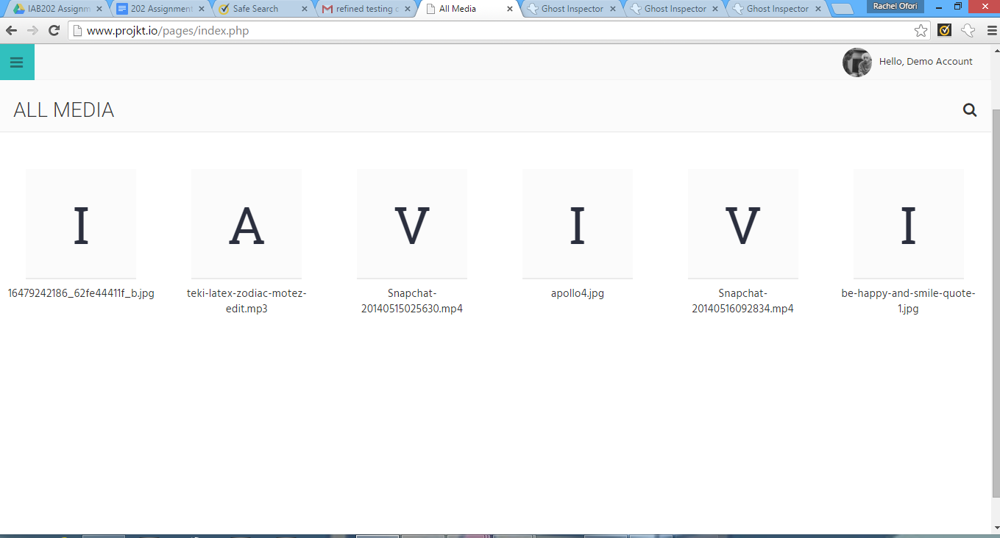 IAB202 Assignm
202 Assignment
Safe Search
refined testing c
All Media
Ghost Inspector
Ghost Inspector
Ghost Inspector
Rachel Ofori
www.projkt.io/pages/index.php
Hello, Demo Account
ALL MEDIA
I
A
V
I
V
I
16479242186_62fe44411f_b.jpg
teki-latex-zodiac-motez-
edit.mp3
Snapchat-
20140515025630.mp4
apollo4.jpg
Snapchat-
20140516092834.mp4
be-happy-and-smile-quote-
1.jpg